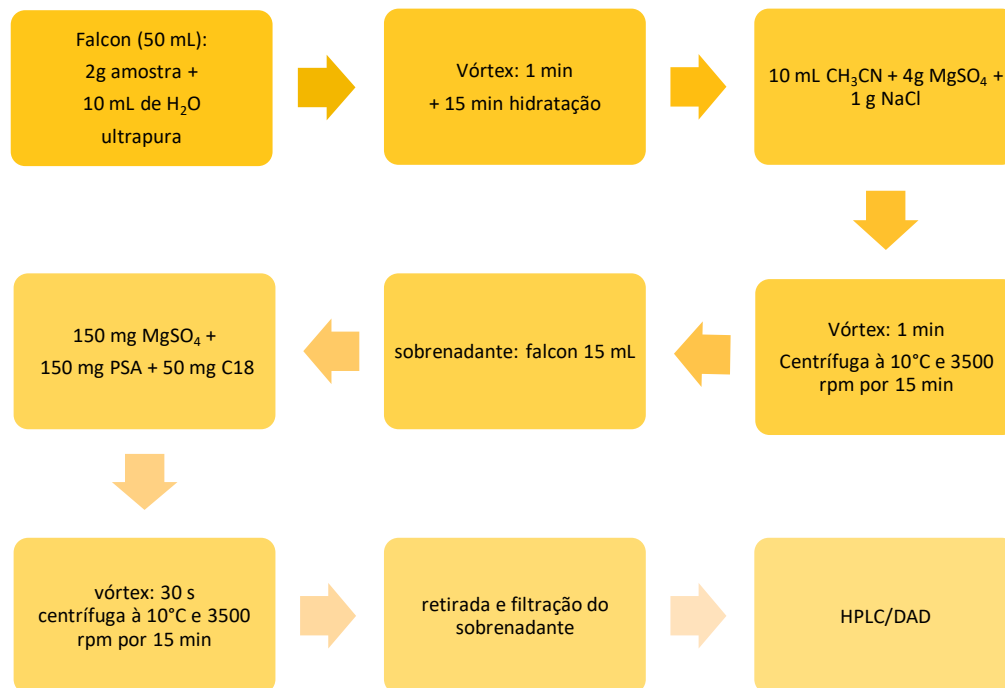 Falcon (50 mL):
2g amostra +
10 mL de H₂O
ultrapura
Vórtex: 1 min
+ 15 min hidratação
10 mL CH₃CN + 4g MgSO₄ +
1 g NaCl
Vórtex: 1 min
Centrífuga à 10°C e 3500
rpm por 15 min
sobrenadante: falcon 15 mL
150 mg MgSO₄ +
150 mg PSA + 50 mg C18
vórtex: 30 s
centrífuga à 10°C e 3500
rpm por 15 min
retirada e filtração do
sobrenadante
HPLC/DAD